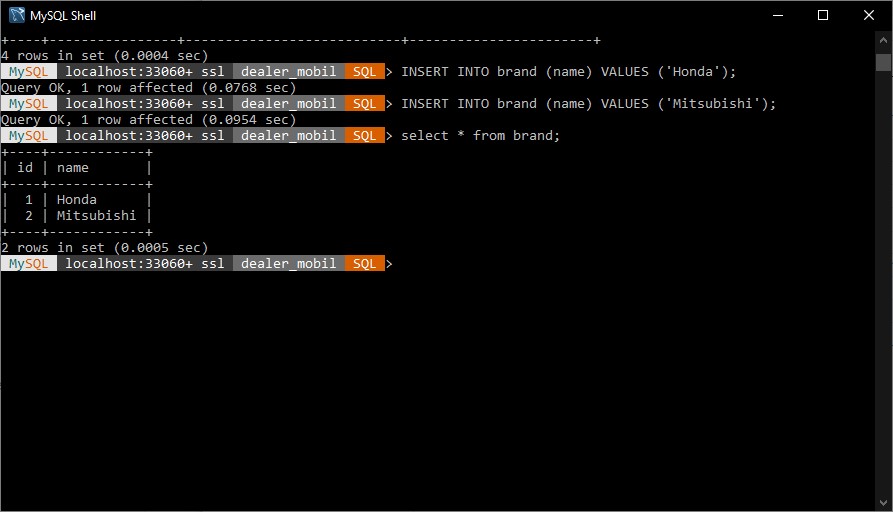 MySQL Shell
+----+----------------+----------------------------+-----------------------+
4 rows in set (0.0004 sec)
MySQL localhost:33060+ ssl dealer_mobil SQL > INSERT INTO brand (name) VALUES ('Honda');
Query OK, 1 row affected (0.0768 sec)
MySQL localhost:33060+ ssl dealer_mobil SQL > INSERT INTO brand (name) VALUES ('Mitsubishi');
Query OK, 1 row affected (0.0954 sec)
MySQL localhost:33060+ ssl dealer_mobil SQL > select * from brand;
+----+------------+
| id | name       |
+----+------------+
|  1 | Honda      |
|  2 | Mitsubishi |
+----+------------+
2 rows in set (0.0005 sec)
MySQL localhost:33060+ ssl dealer_mobil SQL >